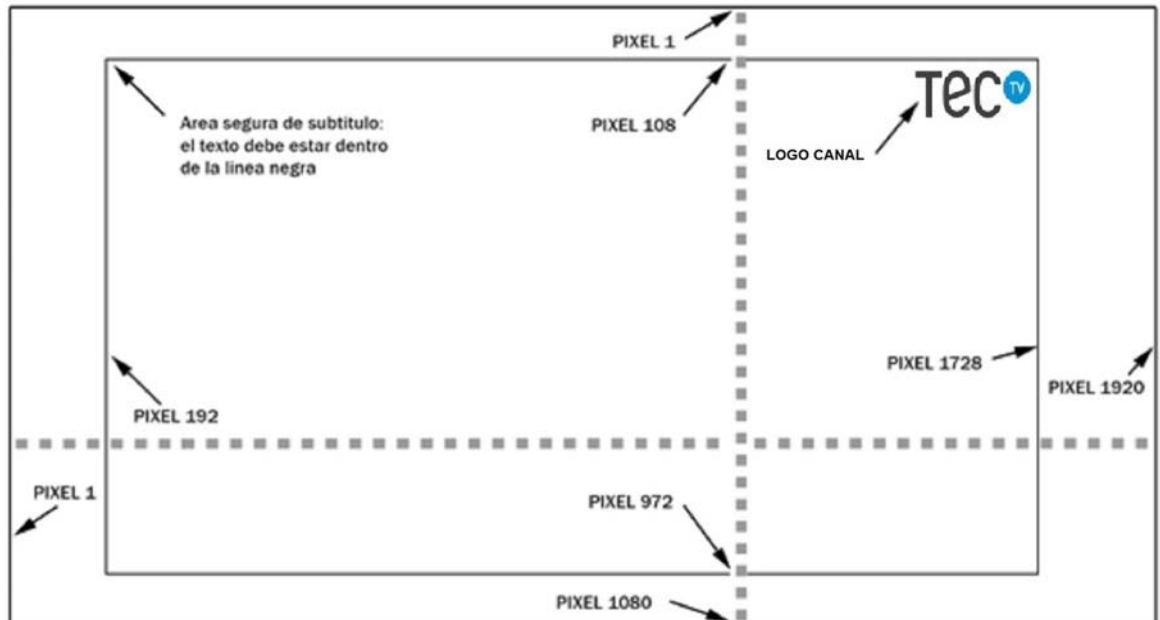 PIXEL 1
PIXEL 108
TEC TV
Area segura de subtitulo:
el texto debe estar dentro
de la linea negra
LOGO CANAL
PIXEL 1728
PIXEL 1920
PIXEL 192
PIXEL 1
PIXEL 972
PIXEL 1080